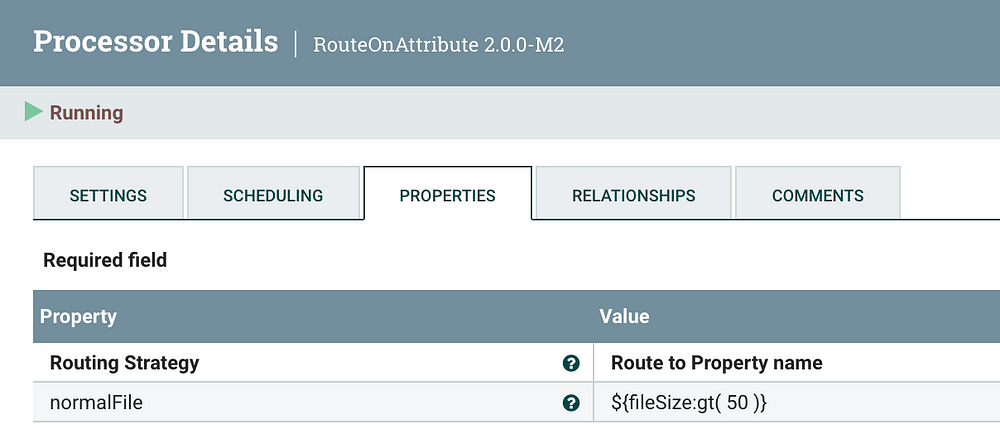 Processor Details | RouteOnAttribute 2.0.0-M2
Running
SETTINGS SCHEDULING PROPERTIES RELATIONSHIPS COMMENTS
Required field
Property Value
Routing Strategy ? Route to Property name
normalFile ? ${fileSize:gt( 50 )}